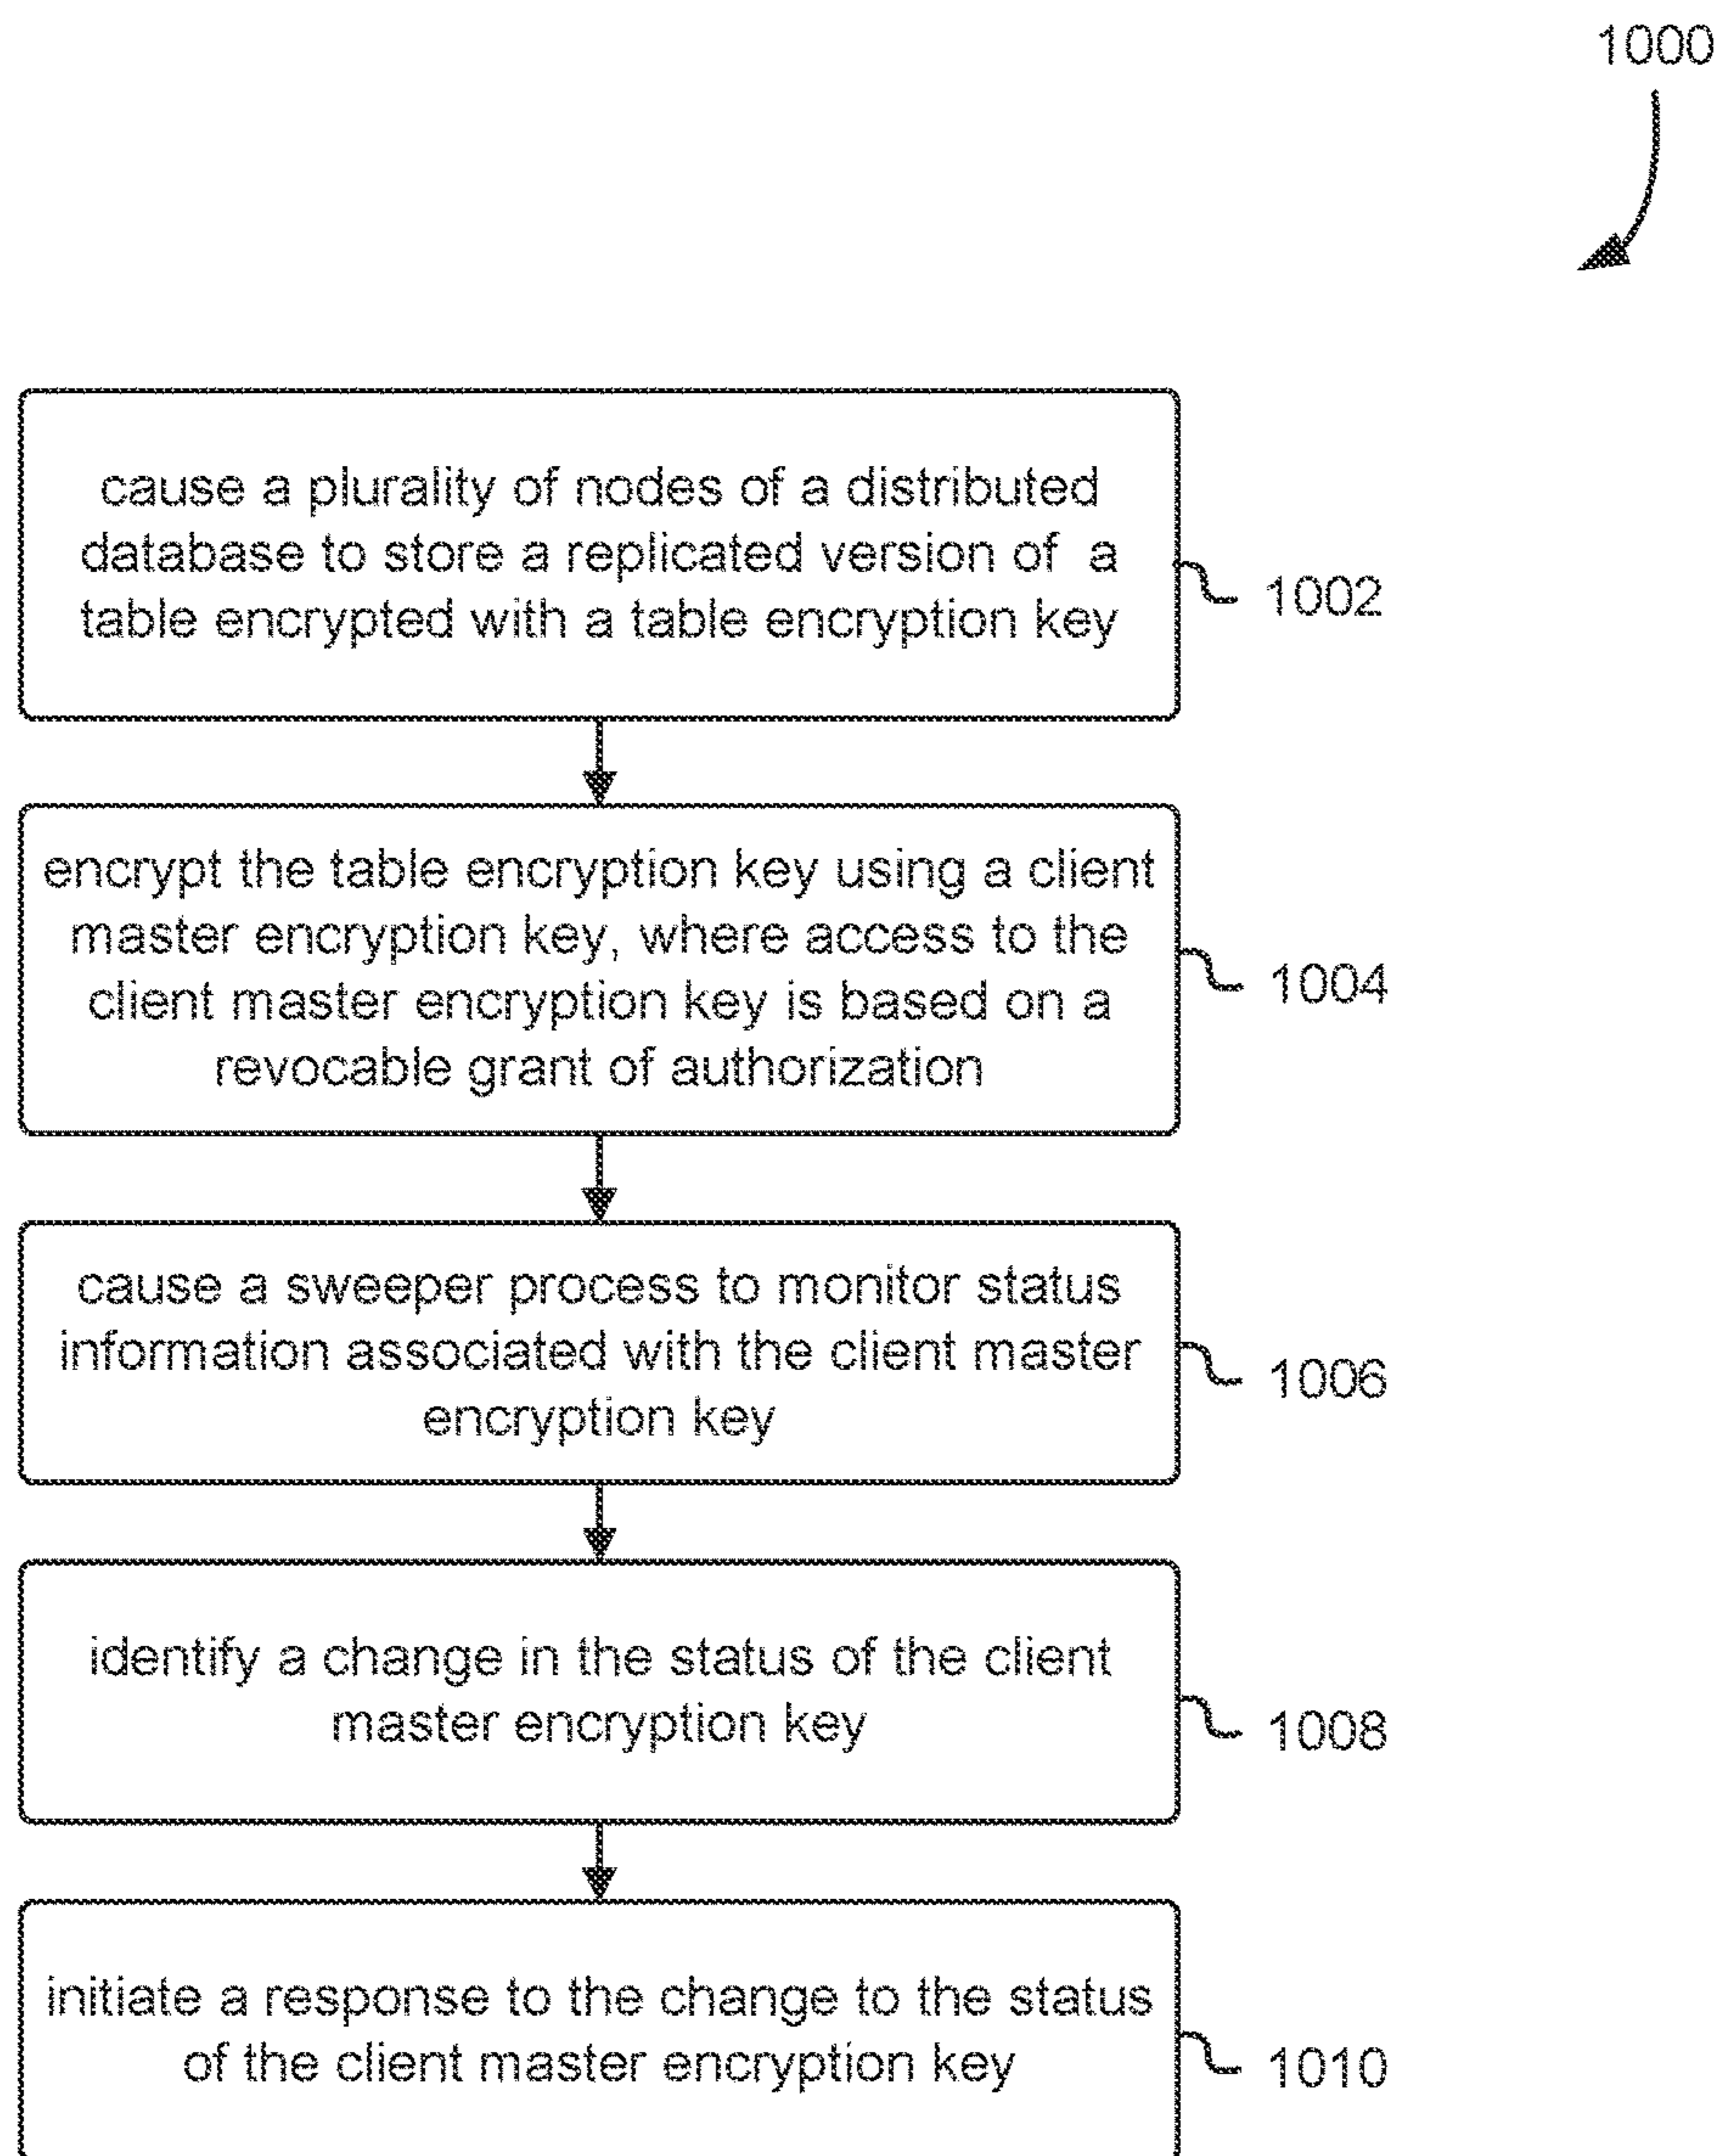 1000
cause a plurality of nodes of a distributed
database to store a replicated version of a
table encrypted with a table encryption key
1002
encrypt the table encryption key using a client
master encryption key, where access to the
client master encryption key is based on a
revocable grant of authorization
1004
cause a sweeper process to monitor status
information associated with the client master
encryption key
1006
identify a change in the status of the client
master encryption key
1008
initiate a response to the change to the status
of the client master encryption key
1010